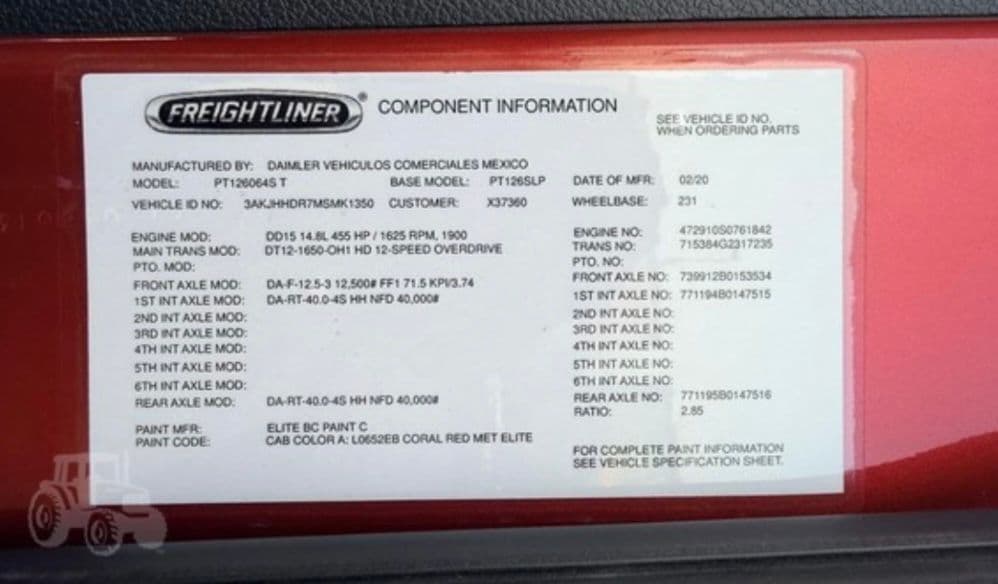 FREIGHTLINER® COMPONENT INFORMATION
SEE VEHICLE ID NO.
WHEN ORDERING PARTS
MANUFACTURED BY: DAIMLER VEHICULOS COMERCIALES MEXICO
MODEL: PT126064S T BASE MODEL: PT126SLP DATE OF MFR: 02/20
VEHICLE ID NO: 3AKJHHDR7MSMK1350 CUSTOMER: X37360 WHEELBASE: 231
ENGINE MOD: DD15 14.8L 455 HP / 1625 RPM, 1900 ENGINE NO: 472910S0761842
MAIN TRANS MOD: DT12-1650-OH1 HD 12-SPEED OVERDRIVE TRANS NO: 715384G2317235
PTO. MOD: PTO. NO:
FRONT AXLE MOD: DA-F-12.5-3 12,500# FF1 71.5 KPI/3.74 FRONT AXLE NO: 739912B0153534
1ST INT AXLE MOD: DA-RT-40.0-4S HH NFD 40,000# 1ST INT AXLE NO: 771194B0147515
2ND INT AXLE MOD: 2ND INT AXLE NO:
3RD INT AXLE MOD: 3RD INT AXLE NO:
4TH INT AXLE MOD: 4TH INT AXLE NO:
5TH INT AXLE MOD: 5TH INT AXLE NO:
6TH INT AXLE MOD: 6TH INT AXLE NO:
REAR AXLE MOD: DA-RT-40.0-4S HH NFD 40,000# REAR AXLE NO: 771195B0147516
RATIO: 2.85
PAINT MFR: ELITE BC PAINT C
PAINT CODE: CAB COLOR A: L0652EB CORAL RED MET ELITE
FOR COMPLETE PAINT INFORMATION
SEE VEHICLE SPECIFICATION SHEET.